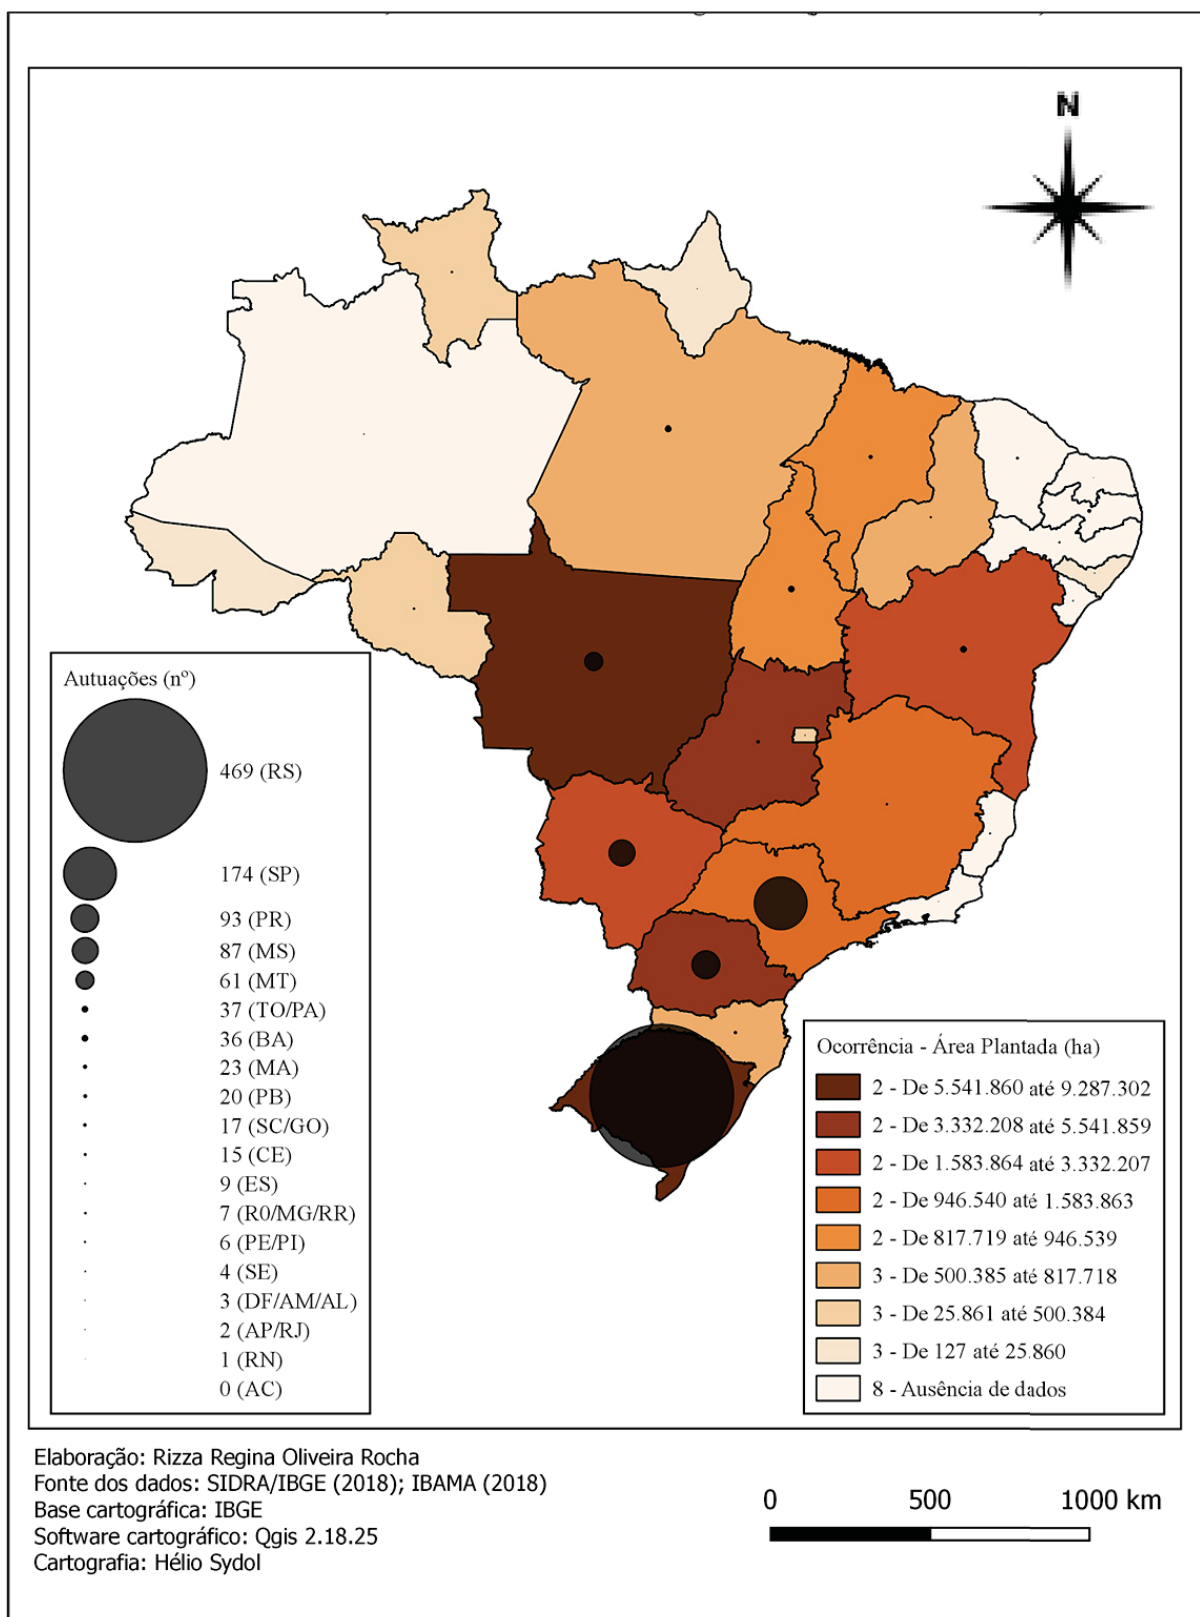 N
Autuações (nº)
469 (RS)
174 (SP)
93 (PR)
87 (MS)
61 (MT)
37 (TO/PA)
36 (BA)
23 (MA)
20 (PB)
17 (SC/GO)
15 (CE)
9 (ES)
7 (R0/MG/RR)
6 (PE/PI)
4 (SE)
3 (DF/AM/AL)
2 (AP/RJ)
1 (RN)
0 (AC)
Ocorrência - Área Plantada (ha)
2 - De 5.541.860 até 9.287.302
2 - De 3.332.208 até 5.541.859
2 - De 1.583.864 até 3.332.207
2 - De 946.540 até 1.583.863
2 - De 817.719 até 946.539
3 - De 500.385 até 817.718
3 - De 25.861 até 500.384
3 - De 127 até 25.860
8 - Ausência de dados
Elaboração: Rizza Regina Oliveira Rocha
Fonte dos dados: SIDRA/IBGE (2018); IBAMA (2018)
Base cartográfica: IBGE
Software cartográfico: Qgis 2.18.25
Cartografia: Hélio Sydol
0 500 1000 km